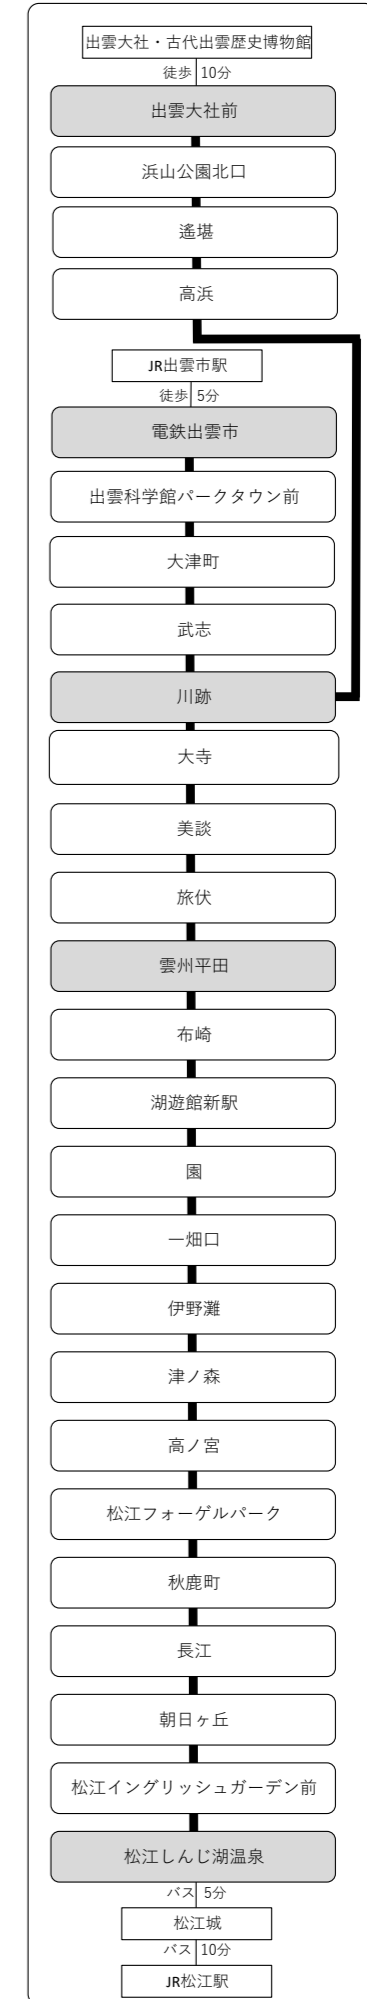 出雲大社・古代出雲歴史博物館
徒歩 10分
出雲大社前
浜山公園北口
遙堪
高浜
JR出雲市駅
徒歩 5分
電鉄出雲市
出雲科学館パークタウン前
大津町
武志
川跡
大寺
美談
旅伏
雲州平田
布崎
湖遊館新駅
園
一畑口
伊野灘
津ノ森
高ノ宮
松江フォーゲルパーク
秋鹿町
長江
朝日ヶ丘
松江イングリッシュガーデン前
松江しんじ湖温泉
バス 5分
松江城
バス 10分
JR松江駅